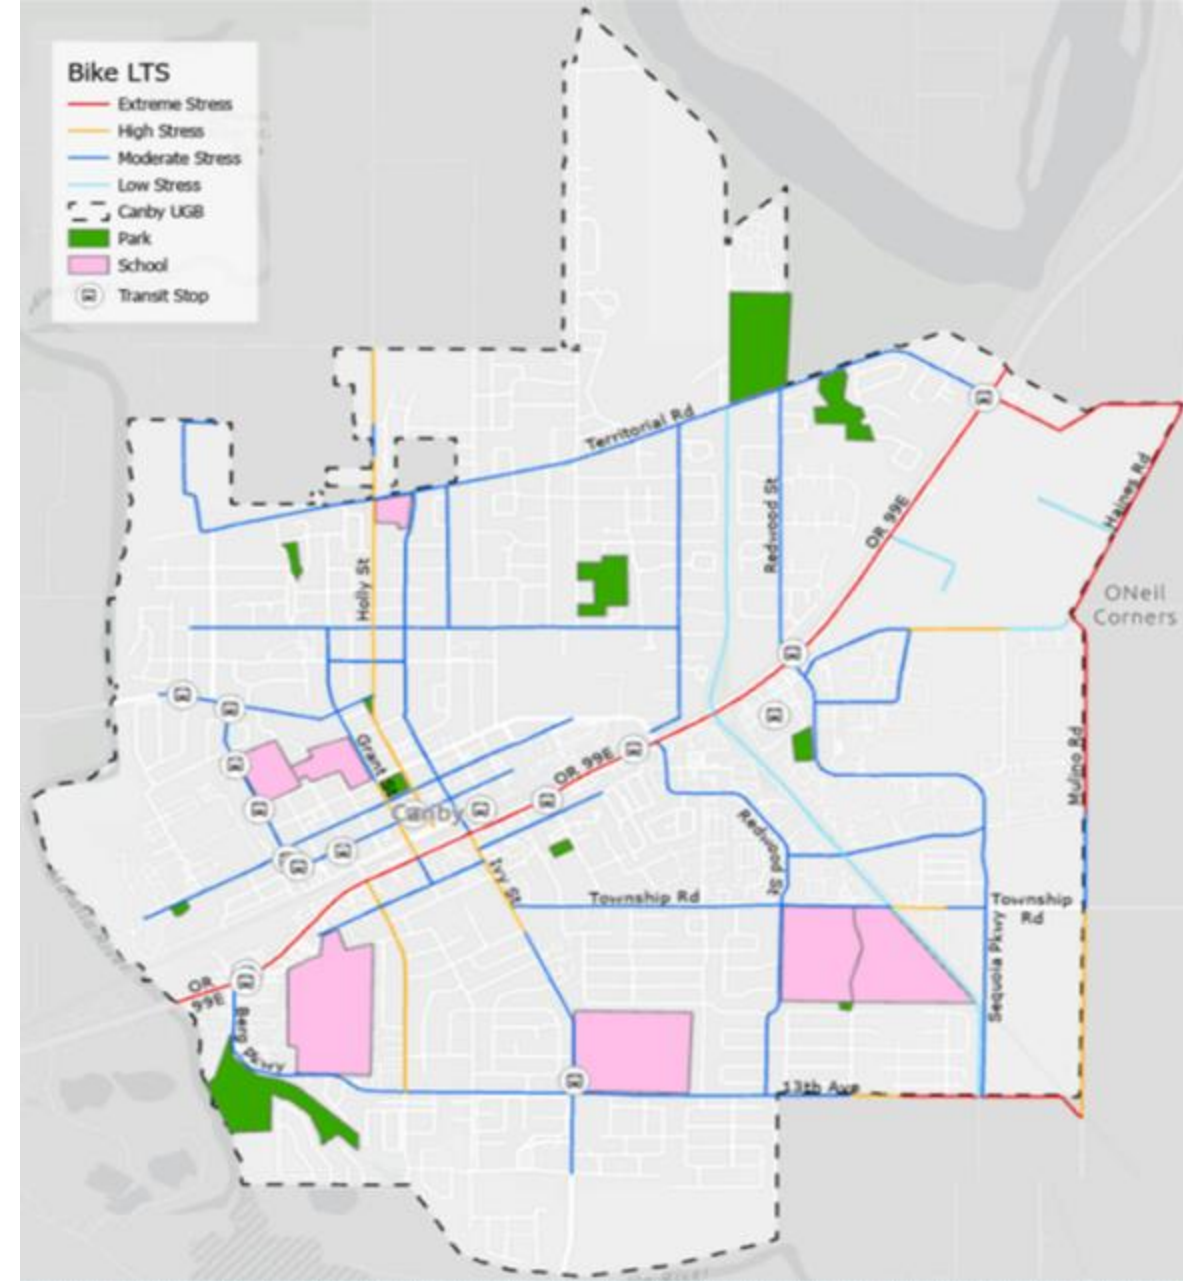 Bike LTS
Extreme Stress
High Stress
Moderate Stress
Low Stress
Canby UGB
Park
School
Transit Stop
Territorial Rd
Haines Rd
Redwood St
OR 99E
Holly St
ONeil
Corners
Grant
OR 99E
Mulino Rd
Canby
Redwood St
Ivy St
Township Rd
Township
Rd
Sequoia Pkwy
OR
99E
Berg Pkwy
13th Ave